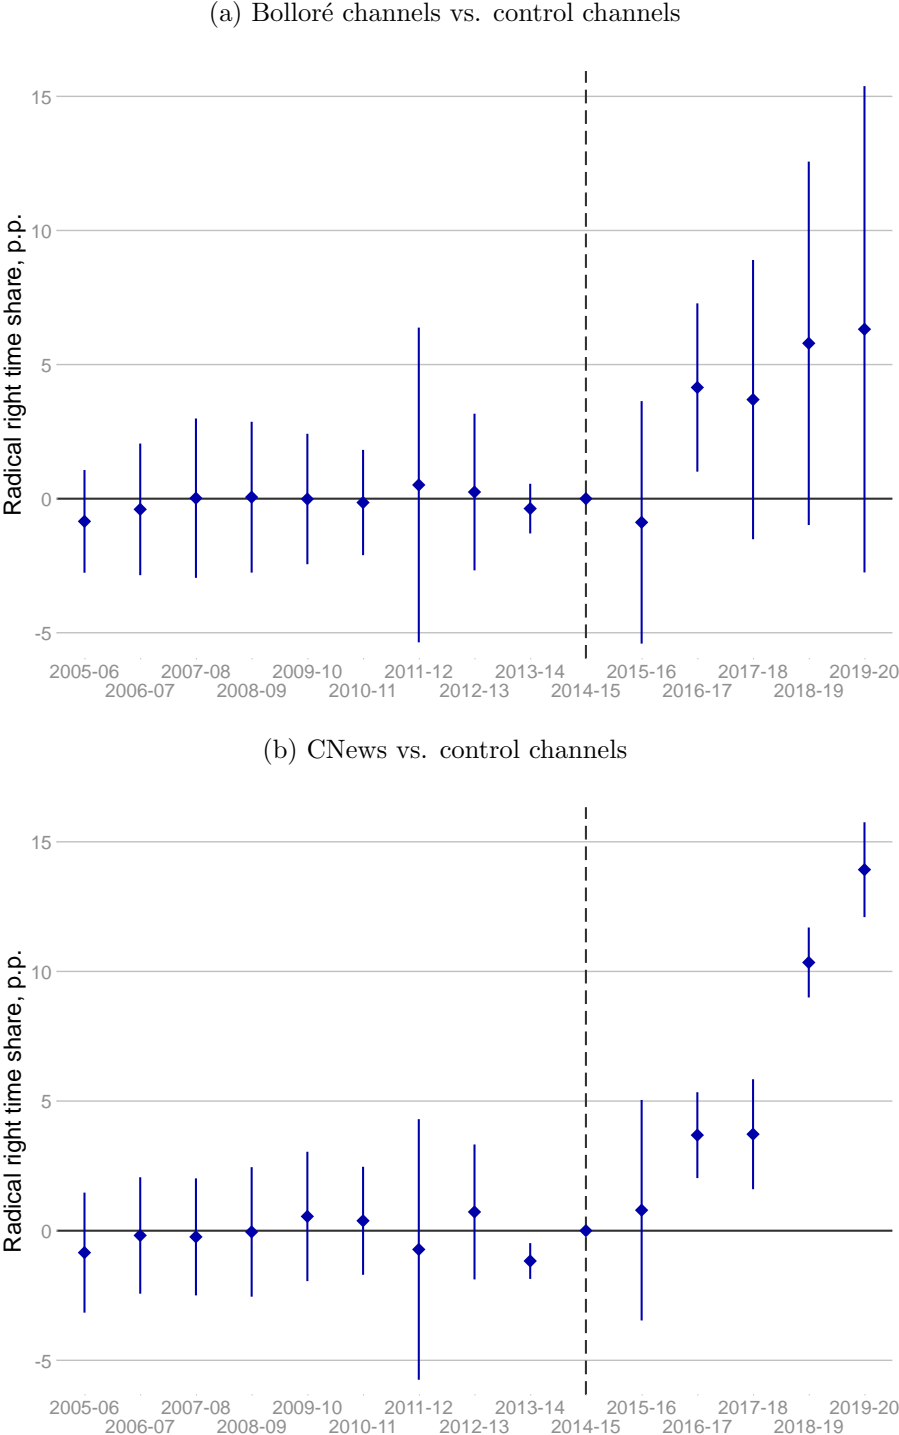 (a) Bolloré channels vs. control channels
Radical right time share, p.p.
15
10
5
0
-5
2005-06 2007-08 2009-10 2011-12 2013-14 2015-16 2017-18 2019-20
2006-07 2008-09 2010-11 2012-13 2014-15 2016-17 2018-19
(b) CNews vs. control channels
Radical right time share, p.p.
15
10
5
0
-5
2005-06 2007-08 2009-10 2011-12 2013-14 2015-16 2017-18 2019-20
2006-07 2008-09 2010-11 2012-13 2014-15 2016-17 2018-19